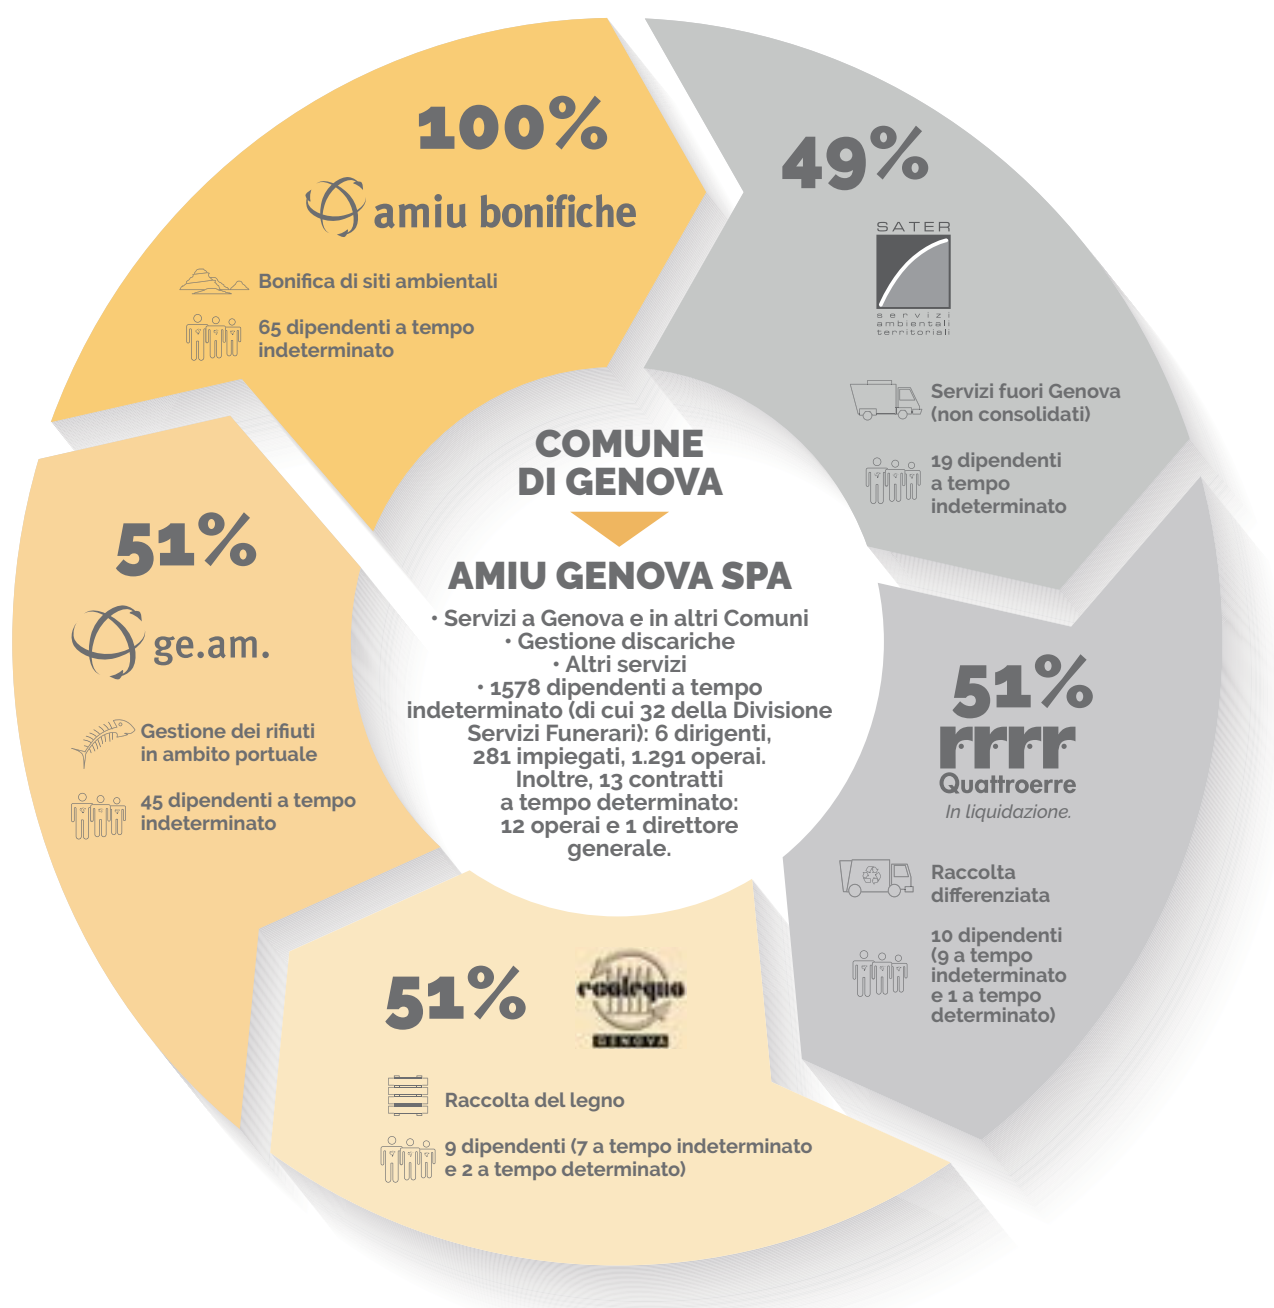 100%
amiu bonifiche
Bonifica di siti ambientali
65 dipendenti a tempo
indeterminato
49%
SATER
servizi
ambientali
territoriali
Servizi fuori Genova
(non consolidati)
19 dipendenti
a tempo
indeterminato
COMUNE
DI GENOVA
AMIU GENOVA SPA
• Servizi a Genova e in altri Comuni
• Gestione discariche
• Altri servizi
• 1578 dipendenti a tempo
indeterminato (di cui 32 della Divisione
Servizi Funerari): 6 dirigenti,
281 impiegati, 1.291 operai.
Inoltre, 13 contratti
a tempo determinato:
12 operai e 1 direttore
generale.
51%
ge.am.
Gestione dei rifiuti
in ambito portuale
45 dipendenti a tempo
indeterminato
51%
rrrr
Quattroerre
In liquidazione.
Raccolta
differenziata
10 dipendenti
(9 a tempo
indeterminato
e 1 a tempo
determinato)
51%
ecolegno
GENOVA
Raccolta del legno
9 dipendenti (7 a tempo indeterminato
e 2 a tempo determinato)